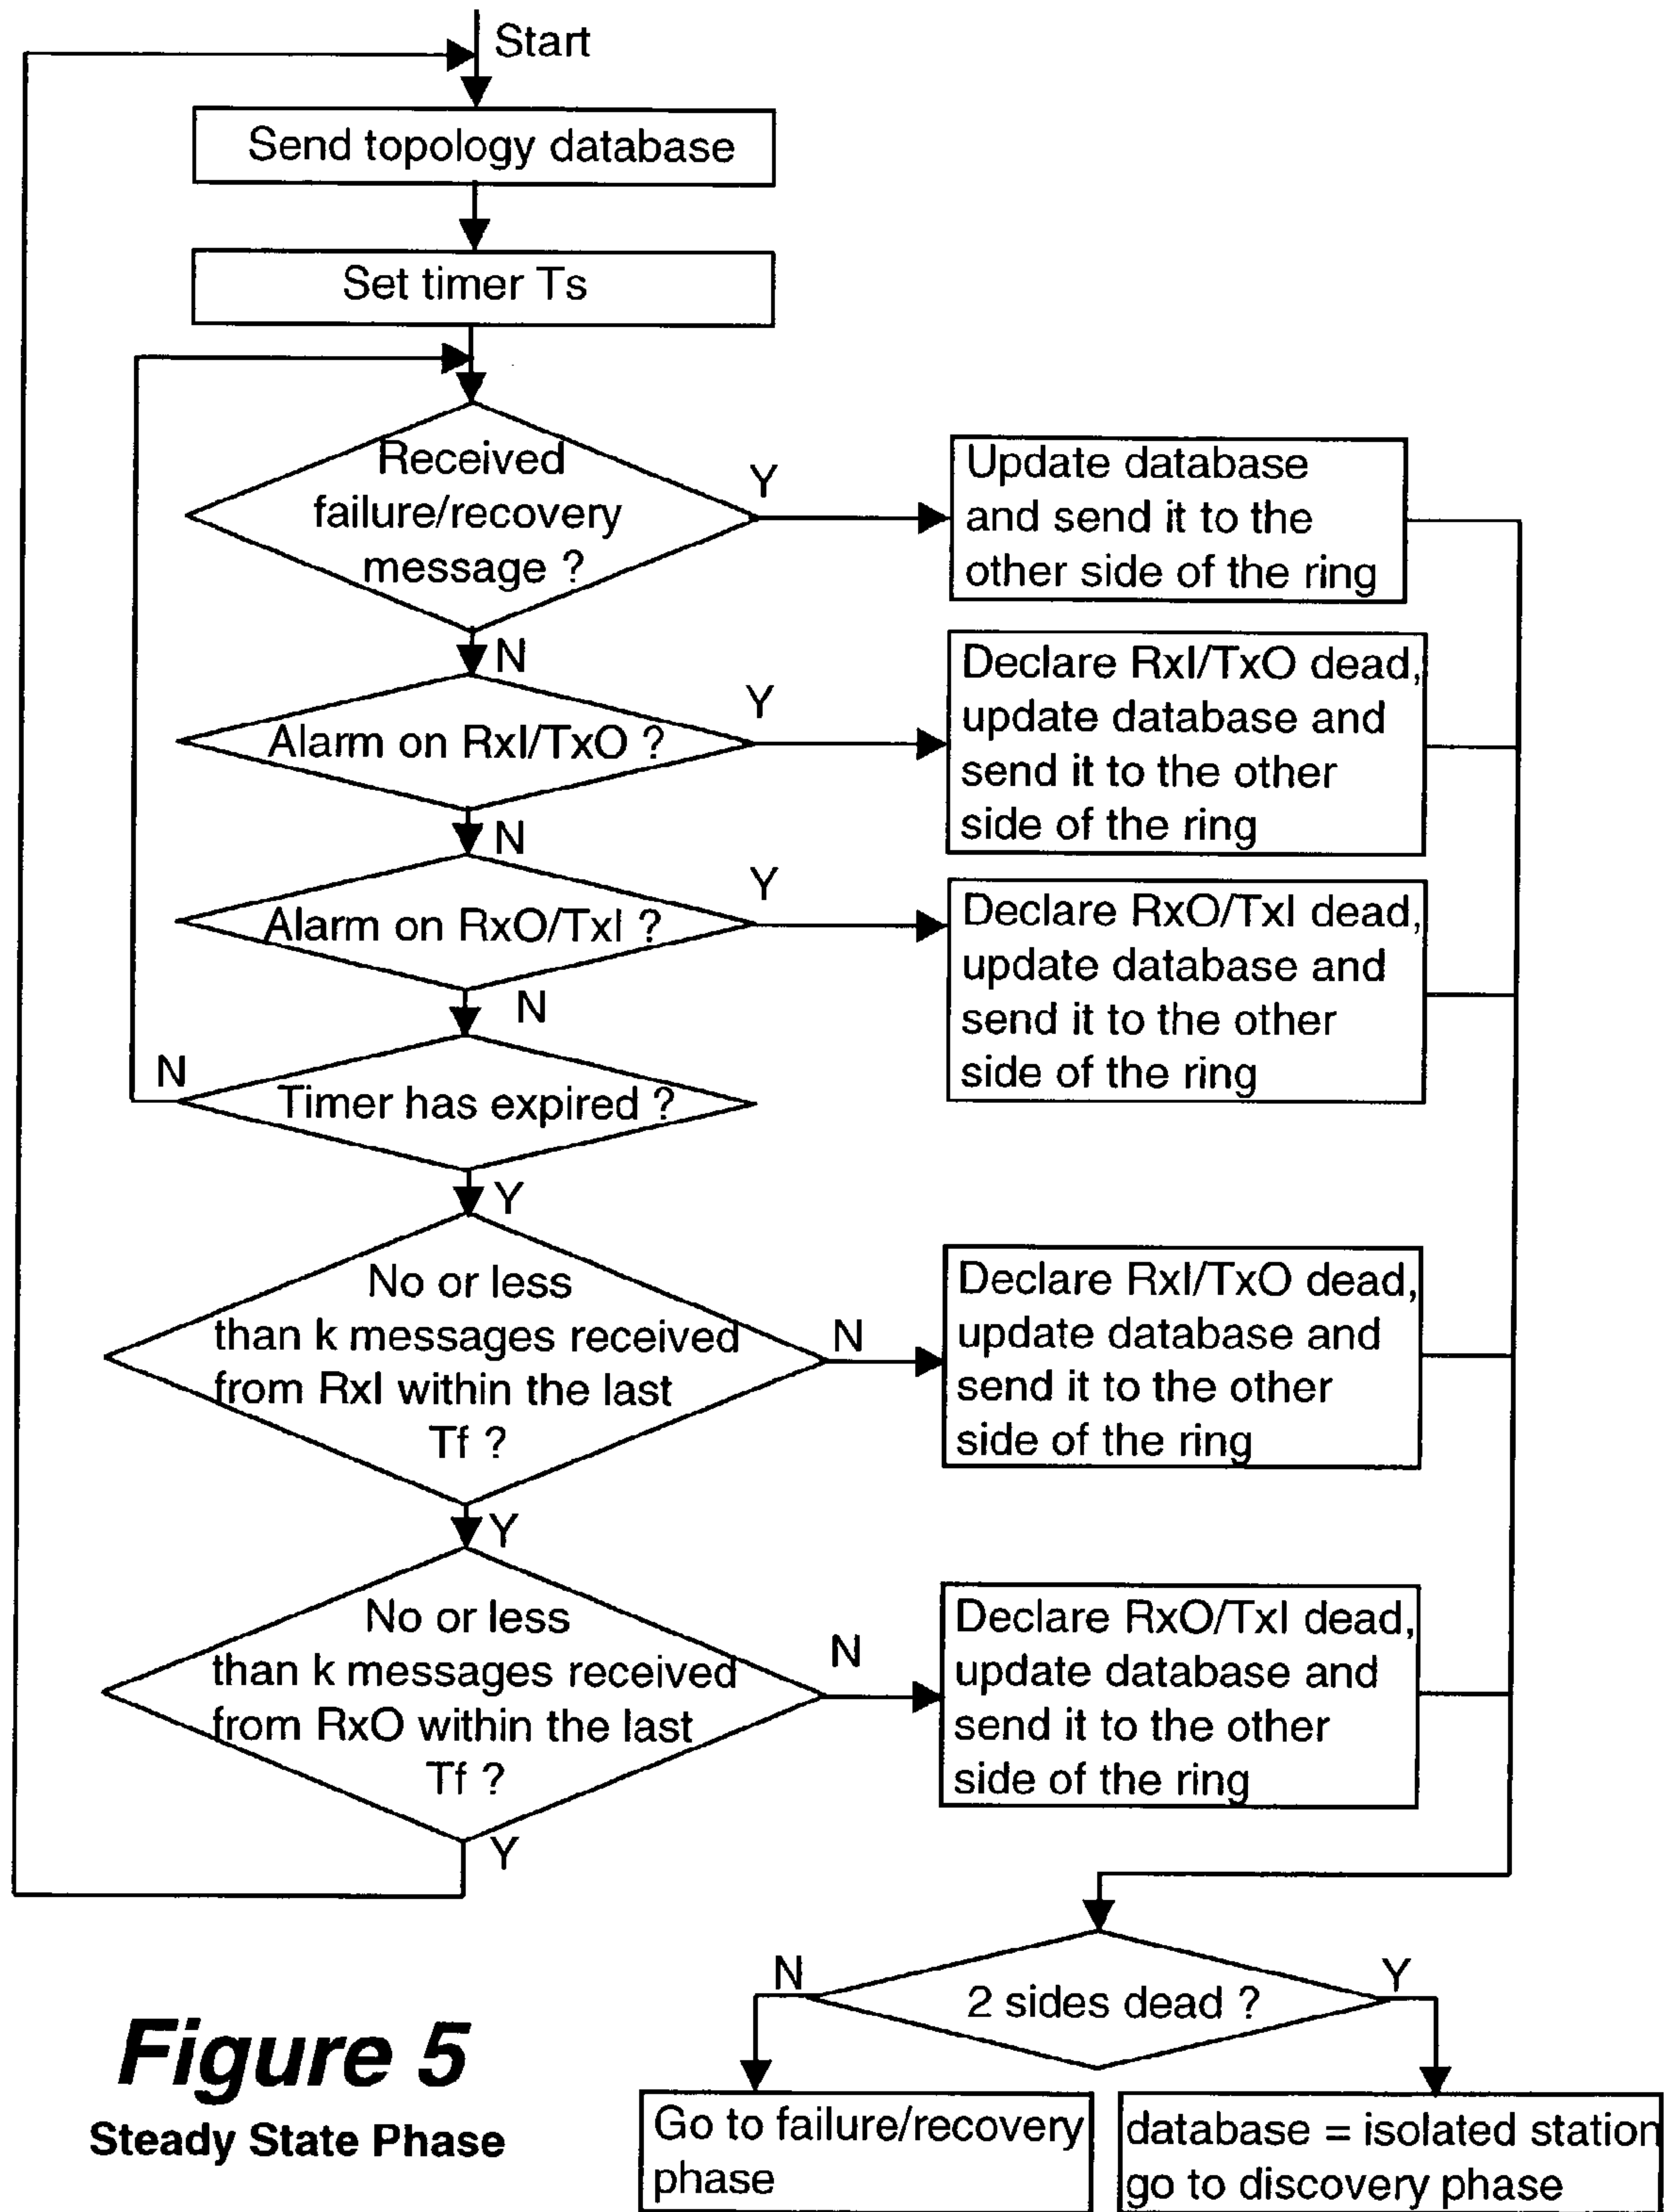 Start
Send topology database
Set timer Ts
Received
failure/recovery
message ?
Y
Update database
and send it to the
other side of the ring
N
Alarm on RxI/TxO ?
Y
Declare RxI/TxO dead,
update database and
send it to the other
side of the ring
N
Alarm on RxO/TxI ?
Y
Declare RxO/TxI dead,
update database and
send it to the other
side of the ring
N
Timer has expired ?
N
Y
No or less
than k messages received
from RxI within the last
Tf ?
N
Declare RxI/TxO dead,
update database and
send it to the other
side of the ring
Y
No or less
than k messages received
from RxO within the last
Tf ?
N
Declare RxO/TxI dead,
update database and
send it to the other
side of the ring
Y
2 sides dead ?
N
Y
Go to failure/recovery
phase
database = isolated station
go to discovery phase
Figure 5
Steady State Phase